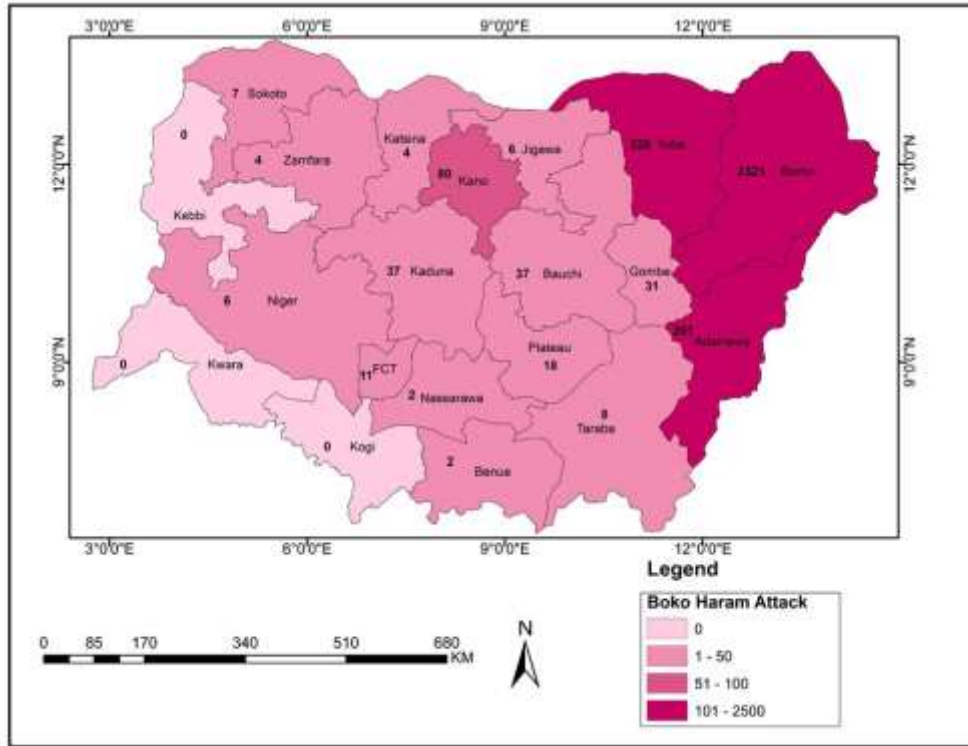 3°0'0"E 6°0'0"E 9°0'0"E 12°0'0"E
12°0'0"N
9°0'0"N
12°0'0"N
9°0'0"N
7 Sokoto
0
Kebbi
4 Zamfara
Katsina
4
6 Jigawa
80 Kano
Yobe
Borno
37 Kaduna
37 Bauchi
Gombe
31
6 Niger
Adamawa
Plateau
18
0 Kwara
11 FCT
2 Nassarawa
8
Taraba
0 Kogi
2 Benue
3°0'0"E 6°0'0"E 9°0'0"E 12°0'0"E
Legend
Boko Haram Attack
0
1 - 50
51 - 100
101 - 2500
0 85 170 340 510 680
KM
N